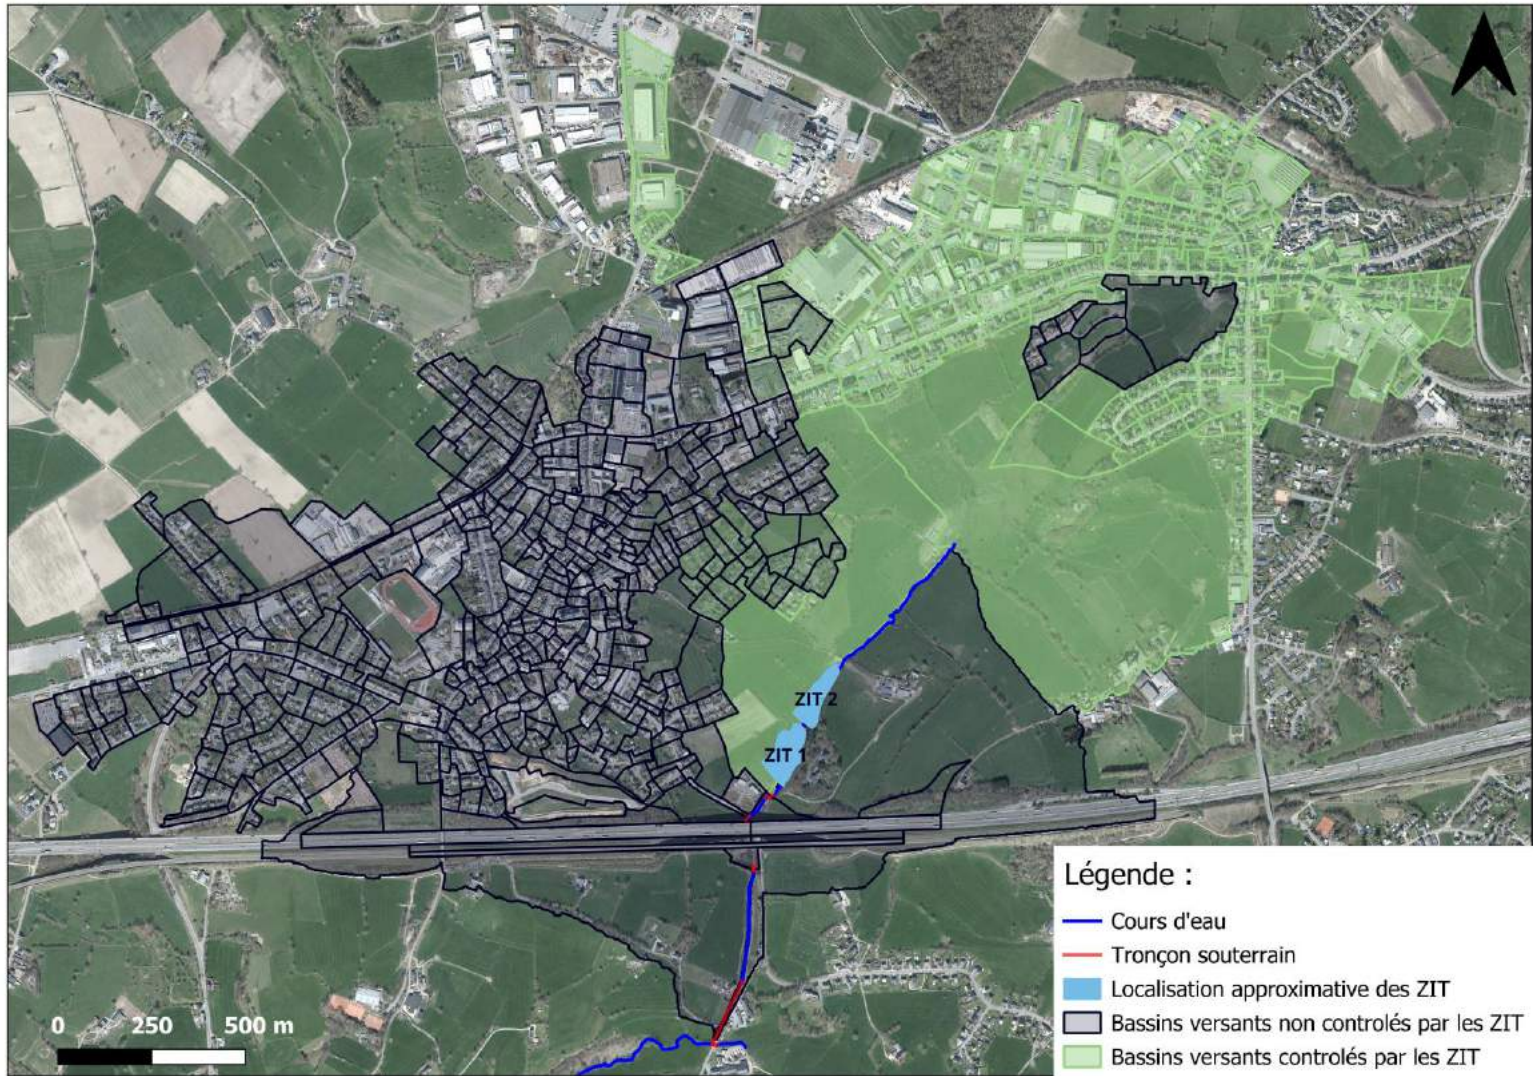 ZIT 2
ZIT 1
0 250 500 m
Légende :
Cours d'eau
Tronçon souterrain
Localisation approximative des ZIT
Bassins versants non controlés par les ZIT
Bassins versants controlés par les ZIT